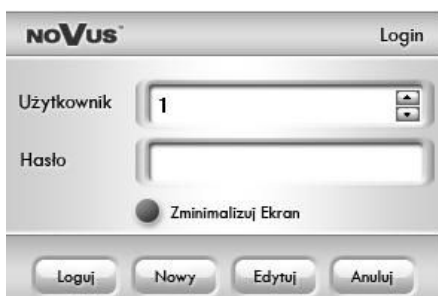 NOVUS Login
Użytkownik 1
Hasło
Zminimalizuj Ekran
Loguj Nowy Edytuj Anuluj